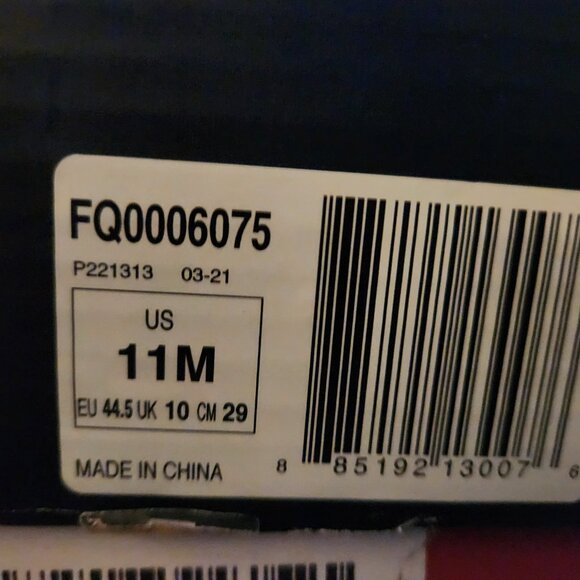 FQ0006075
P221313 03-21
US
11M
EU 44.5 UK 10 CM 29
MADE IN CHINA
8 85192 13007 6